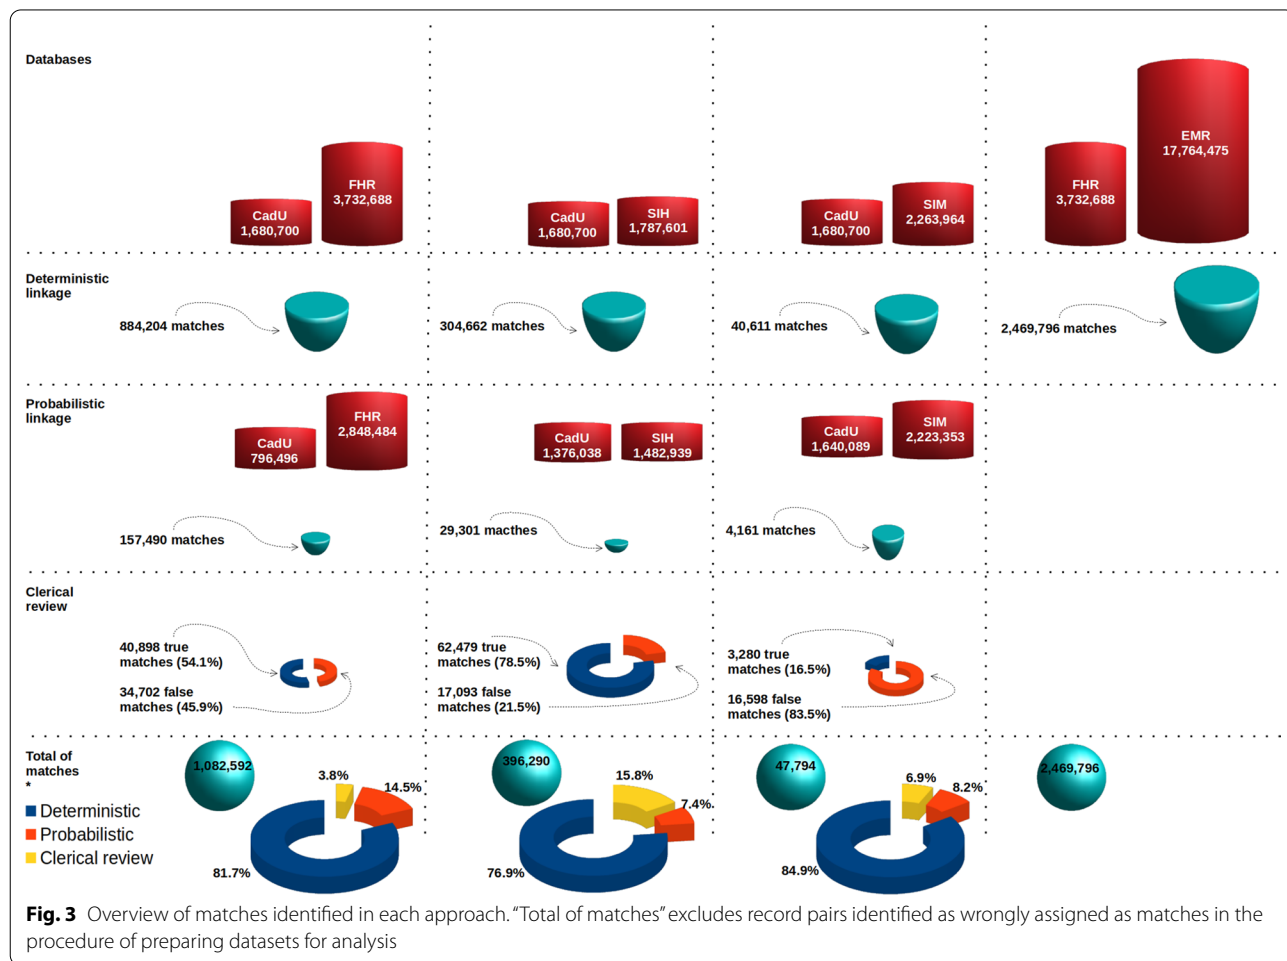 Databases
CadU
1,680,700
FHR
3,732,688
CadU
1,680,700
SIH
1,787,601
CadU
1,680,700
SIM
2,263,964
FHR
3,732,688
EMR
17,764,475
Deterministic
linkage
884,204 matches
304,662 matches
40,611 matches
2,469,796 matches
Probabilistic
linkage
CadU
796,496
FHR
2,848,484
CadU
1,376,038
SIH
1,482,939
CadU
1,640,089
SIM
2,223,353
157,490 matches
29,301 macthes
4,161 matches
Clerical
review
40,898 true
matches (54.1%)
34,702 false
matches (45.9%)
62,479 true
matches (78.5%)
17,093 false
matches (21.5%)
3,280 true
matches (16.5%)
16,598 false
matches (83.5%)
Total of
matches
*
Deterministic
Probabilistic
Clerical review
1,082,592
3.8%
14.5%
81.7%
396,290
15.8%
7.4%
76.9%
47,794
6.9%
8.2%
84.9%
2,469,796
Fig. 3 Overview of matches identified in each approach. “Total of matches” excludes record pairs identified as wrongly assigned as matches in the
procedure of preparing datasets for analysis